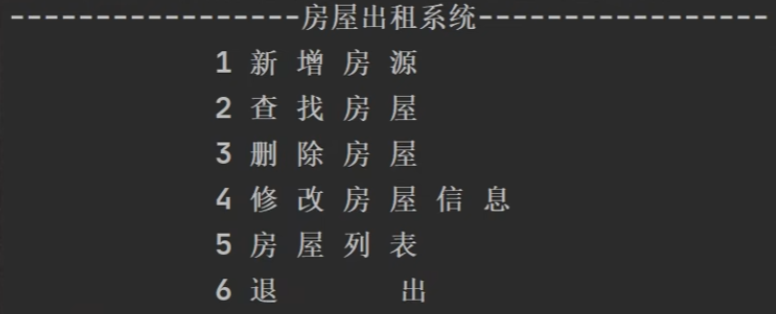 -----------------房屋出租系统-----------------
1 新 增 房 源
2 查 找 房 屋
3 删 除 房 屋
4 修 改 房 屋 信 息
5 房 屋 列 表
6 退 出